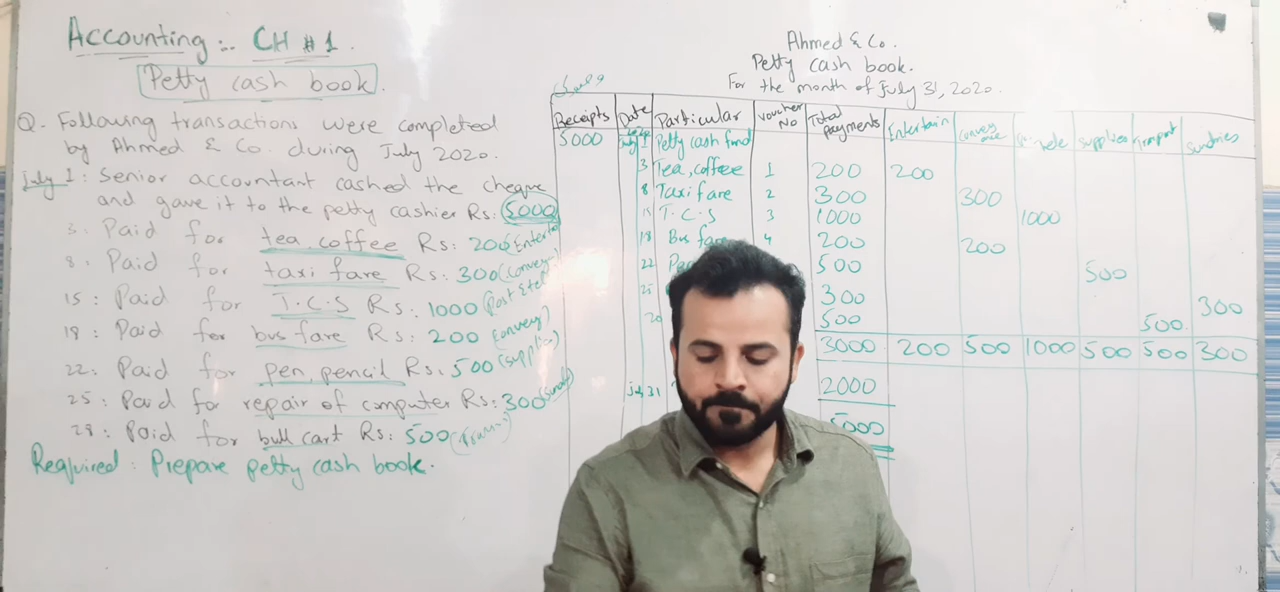 Accounting:- CH #1.
Petty cash book.
Q. Following transactions were completed
by Ahmed & Co. during July 2020.
July 1: Senior accountant cashed the cheque
and gave it to the petty cashier Rs: 5000
3: Paid for tea, coffee Rs: 200
8: Paid for taxi fare Rs: 300
15: Paid for T.C.S Rs: 1000
18: Paid for bus fare Rs: 200
22: Paid for pen, pencil Rs: 500
25: Paid for repair of computer Rs: 300
28: Paid for bull cart Rs: 500
Required: Prepare petty cash book.
Ahmed & Co.
Petty cash book.
For the month of July 31, 2020.
Receipts Date Particular Voucher No Total payments Entertain Conveyance supplies sundries
5000 July 1 Petty cash fund
3 Tea, coffee 1 200 200
8 Taxi fare 2 300 300
15 T.C.S 3 1000 1000
18 Bus fare 4 200 200
22 500 500
25 300 300
500 500
3000 200 500 1000 500 500 300
July 31 2000
5000